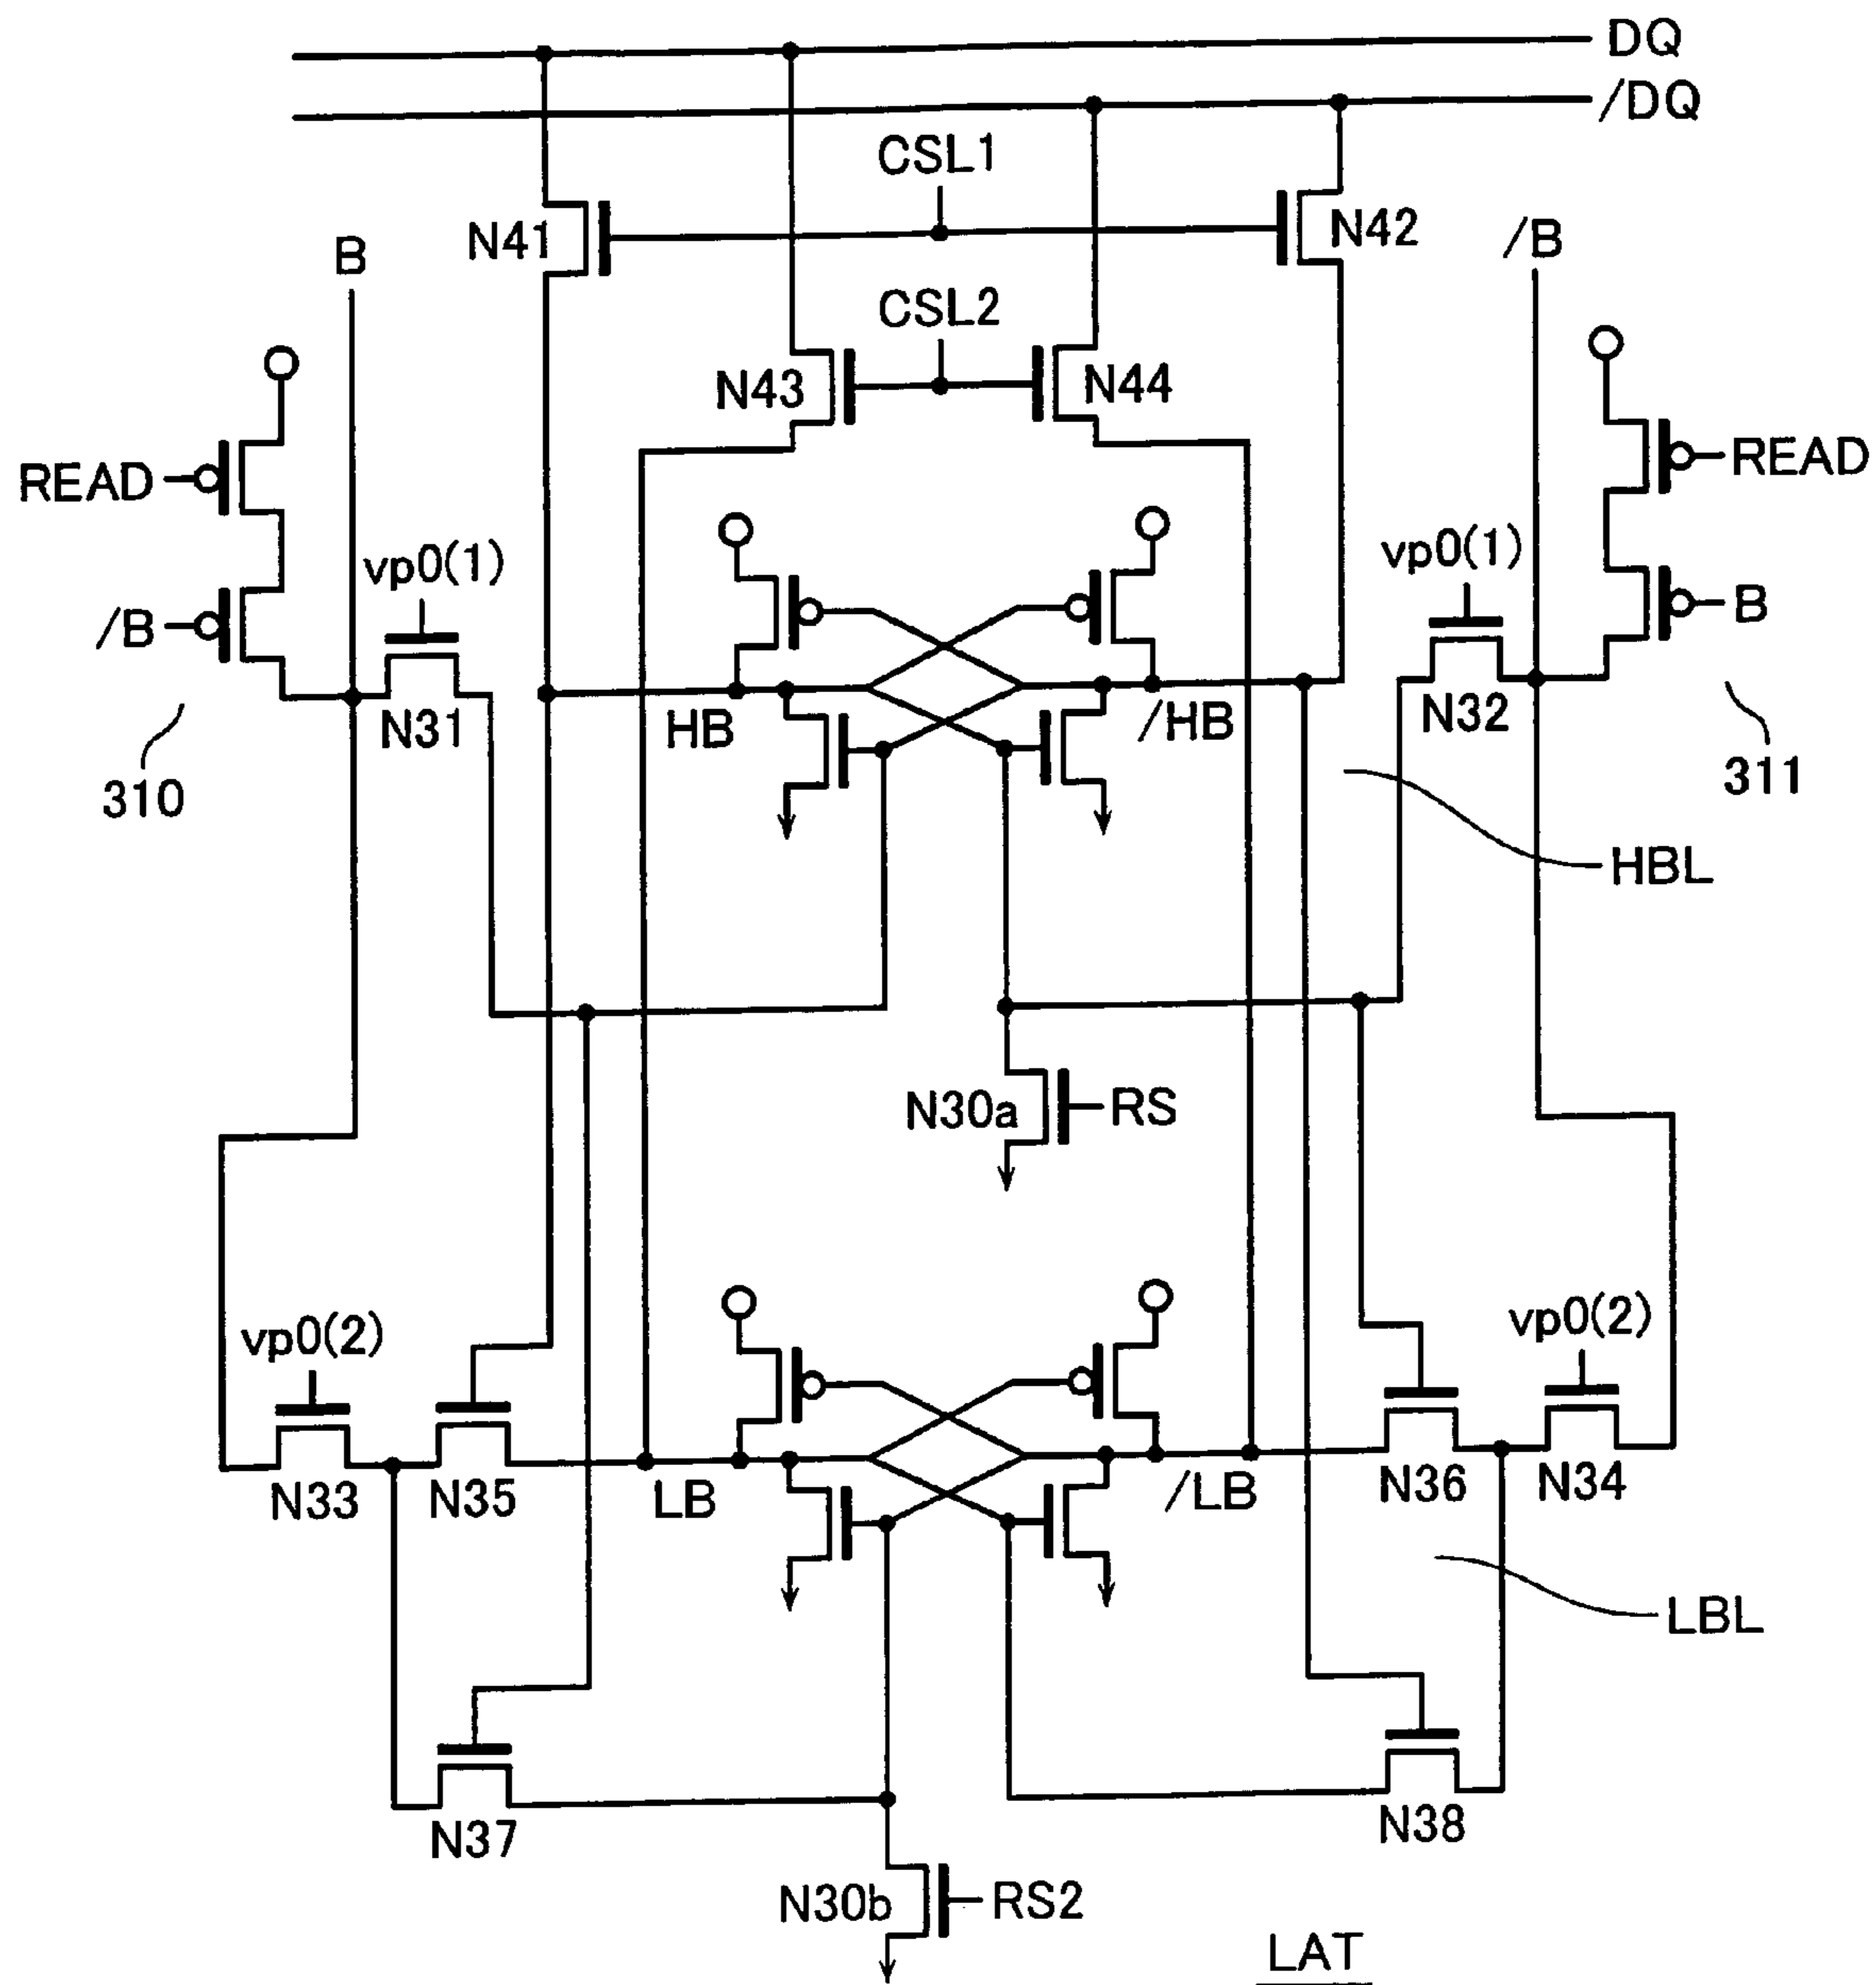 DQ
/DQ
CSL1
N41
N42
B
/B
CSL2
N43
N44
READ
READ
vp0(1)
vp0(1)
/B
B
N31
HB
/HB
N32
310
311
HBL
N30a
RS
vp0(2)
vp0(2)
N33
N35
LB
/LB
N36
N34
LBL
N37
N38
N30b
RS2
LAT